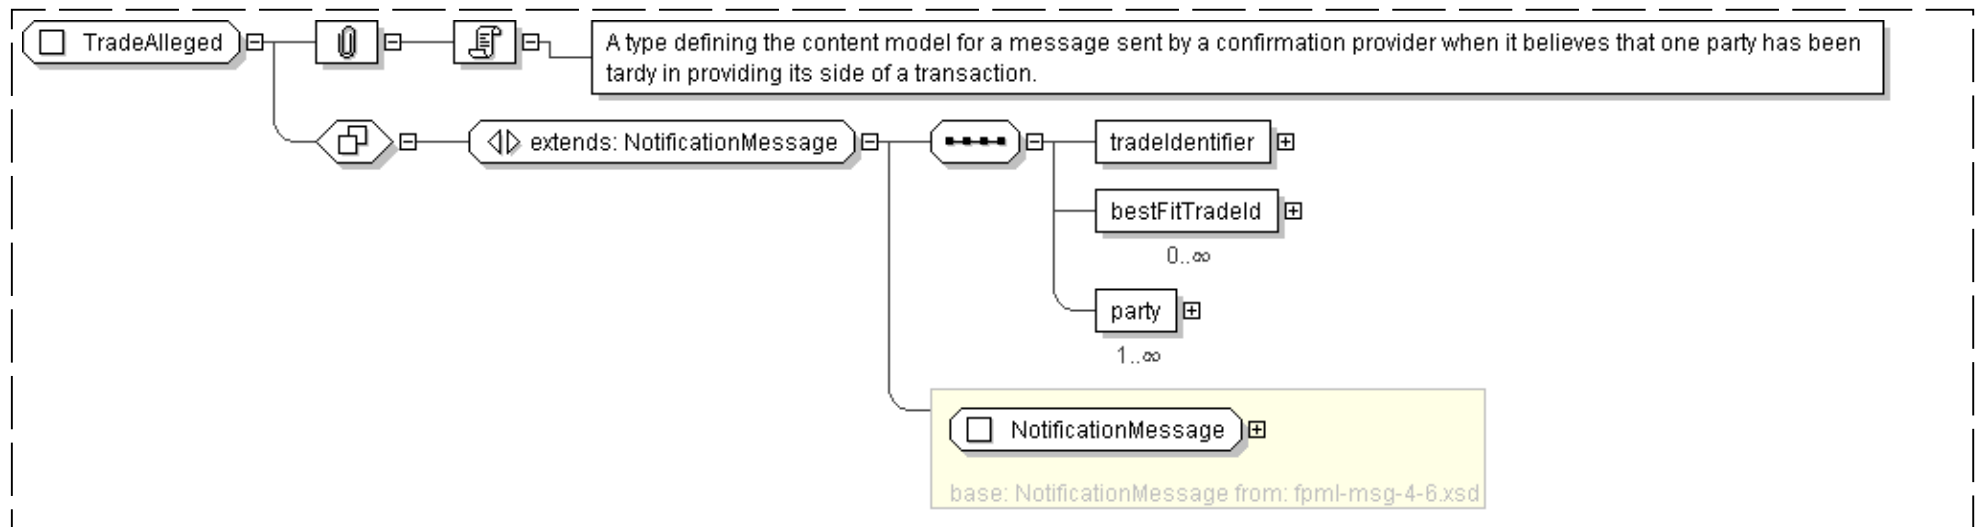 TradeAlleged
A type defining the content model for a message sent by a confirmation provider when it believes that one party has been
tardy in providing its side of a transaction.
extends: NotificationMessage
tradeIdentifier
bestFitTradeId
0..∞
party
1..∞
NotificationMessage
base: NotificationMessage from: fpml-msg-4-6.xsd